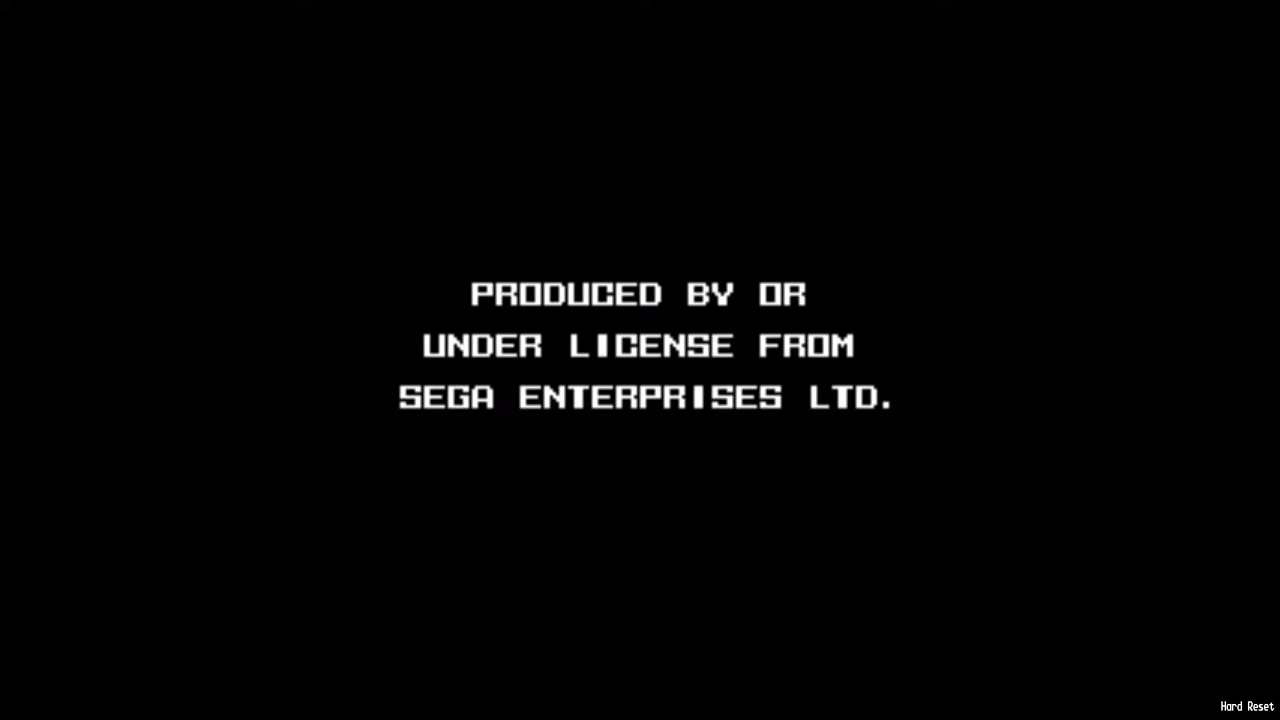 PRODUCED BY OR
UNDER LICENSE FROM
SEGA ENTERPRISES LTD.
Hard Reset